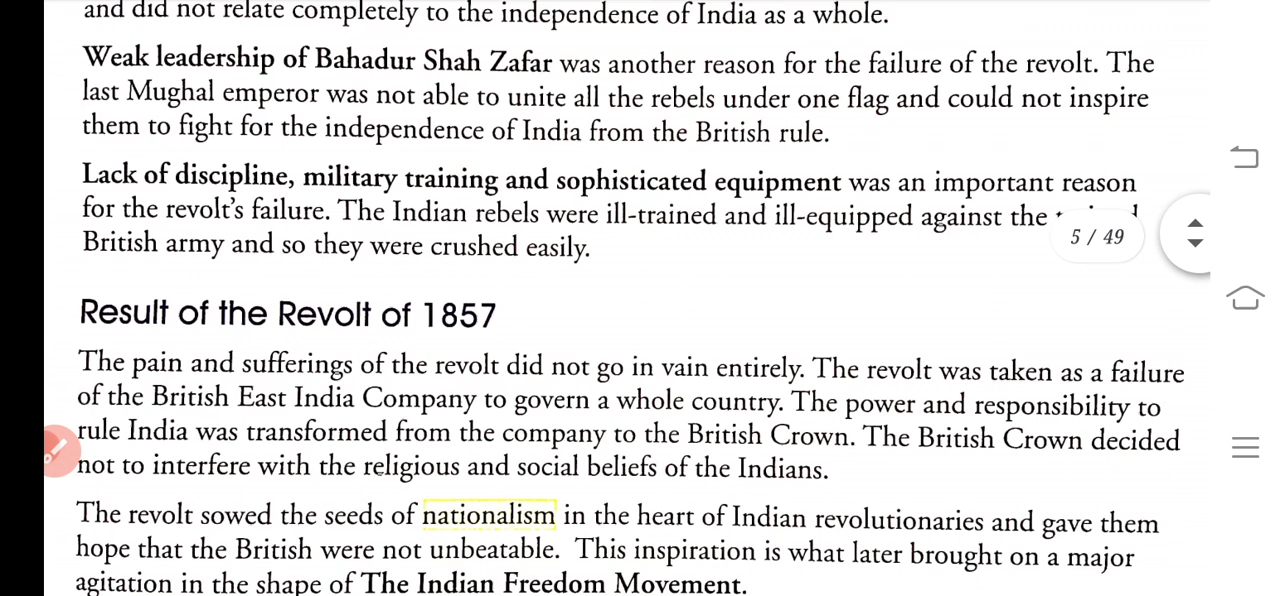 and did not relate completely to the independence of India as a whole.
Weak leadership of Bahadur Shah Zafar was another reason for the failure of the revolt. The
last Mughal emperor was not able to unite all the rebels under one flag and could not inspire
them to fight for the independence of India from the British rule.
Lack of discipline, military training and sophisticated equipment was an important reason
for the revolt's failure. The Indian rebels were ill-trained and ill-equipped against the
British army and so they were crushed easily.
5 / 49
Result of the Revolt of 1857
The pain and sufferings of the revolt did not go in vain entirely. The revolt was taken as a failure
of the British East India Company to govern a whole country. The power and responsibility to
rule India was transformed from the company to the British Crown. The British Crown decided
not to interfere with the religious and social beliefs of the Indians.
The revolt sowed the seeds of nationalism in the heart of Indian revolutionaries and gave them
hope that the British were not unbeatable. This inspiration is what later brought on a major
agitation in the shape of The Indian Freedom Movement.